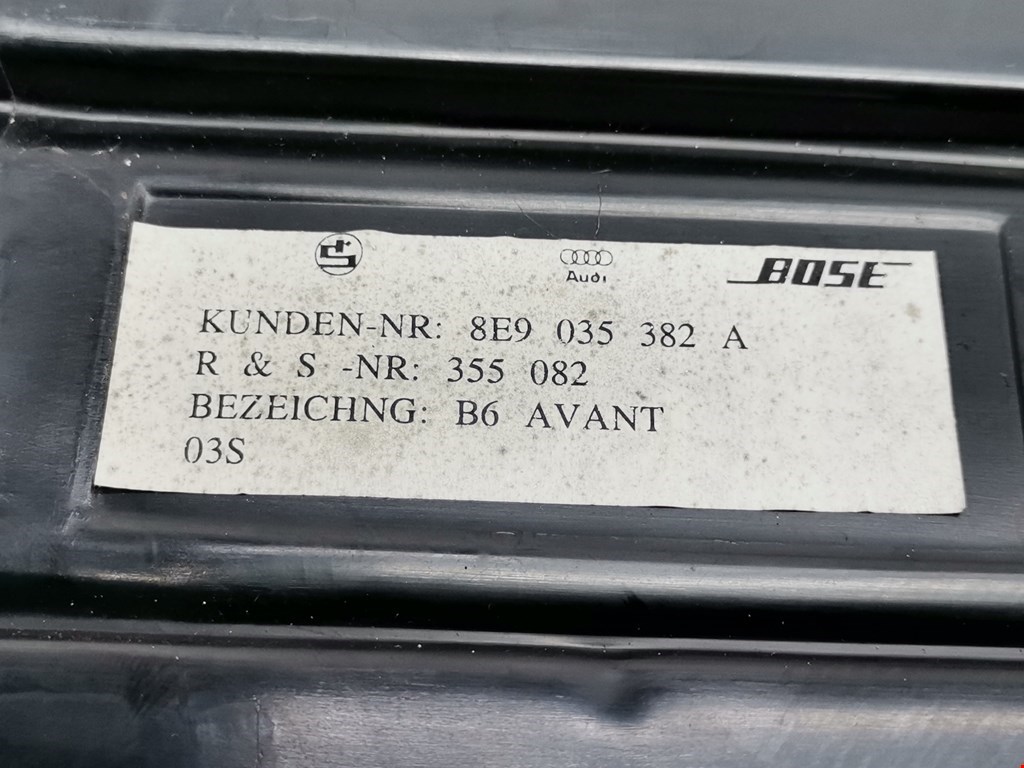 Audi
BOSE
KUNDEN-NR: 8E9 035 382 A
R & S -NR: 355 082
BEZEICHNG: B6 AVANT
03S